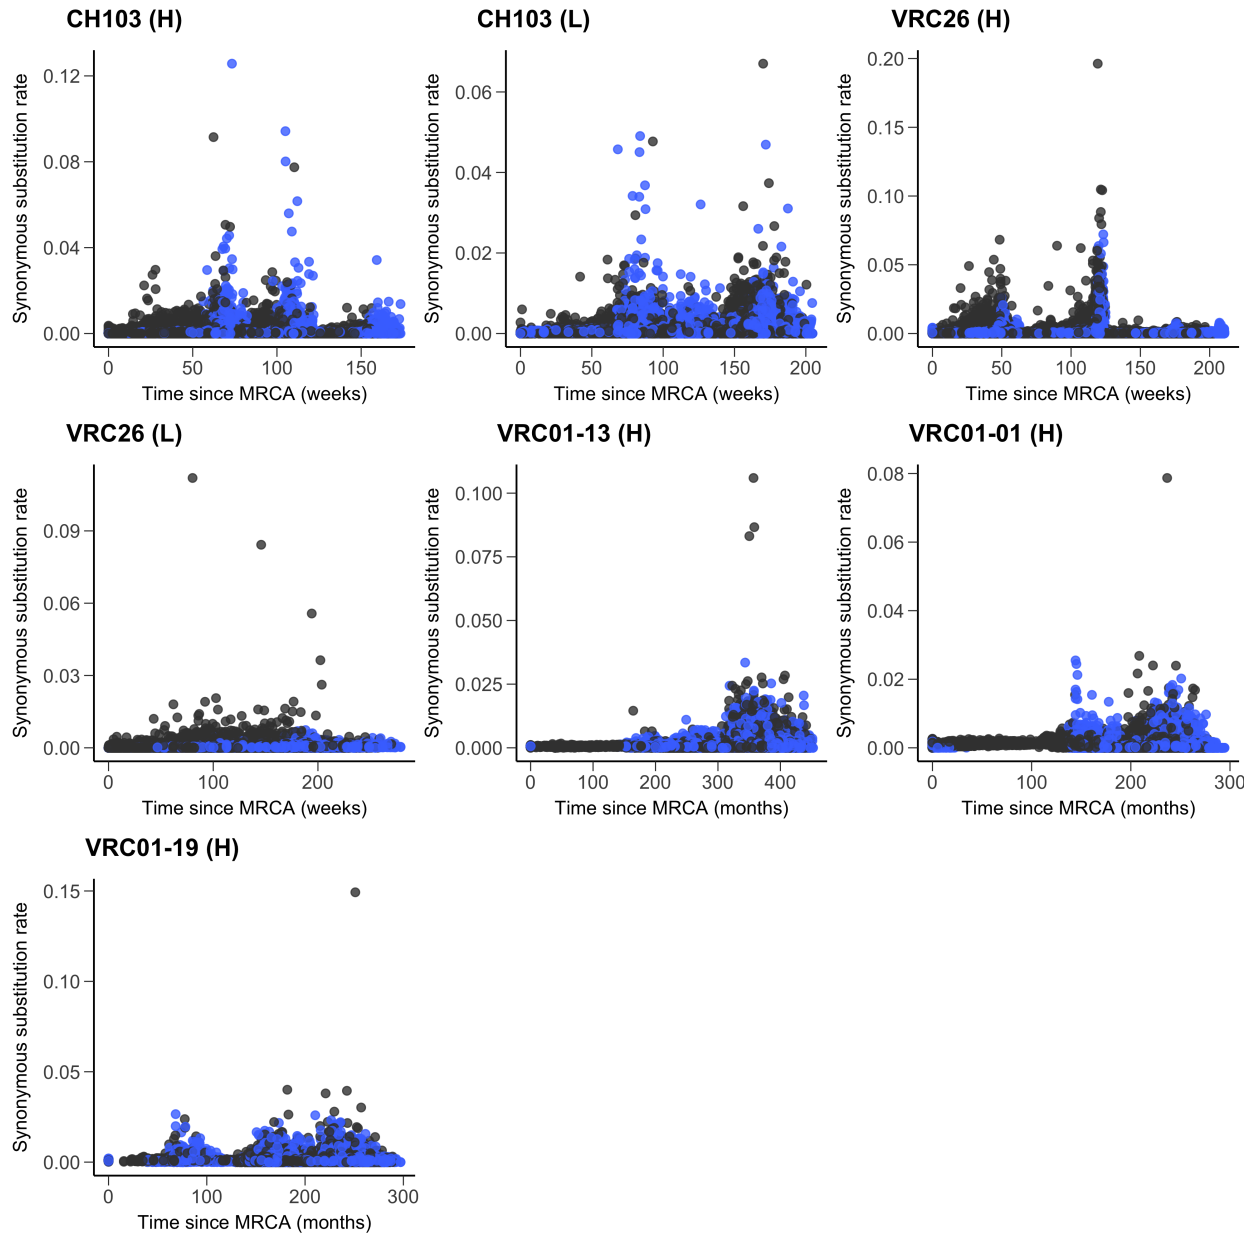 CH103 (H)
CH103 (L)
VRC26 (H)
Synonymous substitution rate
0.12
0.08
0.04
0.00
0 50 100 150
Time since MRCA (weeks)
Synonymous substitution rate
0.06
0.04
0.02
0.00
0 50 100 150 200
Time since MRCA (weeks)
Synonymous substitution rate
0.20
0.15
0.10
0.05
0.00
0 50 100 150 200
Time since MRCA (weeks)
VRC26 (L)
VRC01-13 (H)
VRC01-01 (H)
Synonymous substitution rate
0.09
0.06
0.03
0.00
0 100 200
Time since MRCA (weeks)
Synonymous substitution rate
0.100
0.075
0.050
0.025
0.000
0 100 200 300 400
Time since MRCA (months)
Synonymous substitution rate
0.08
0.06
0.04
0.02
0.00
0 100 200 300
Time since MRCA (months)
VRC01-19 (H)
Synonymous substitution rate
0.15
0.10
0.05
0.00
0 100 200 300
Time since MRCA (months)